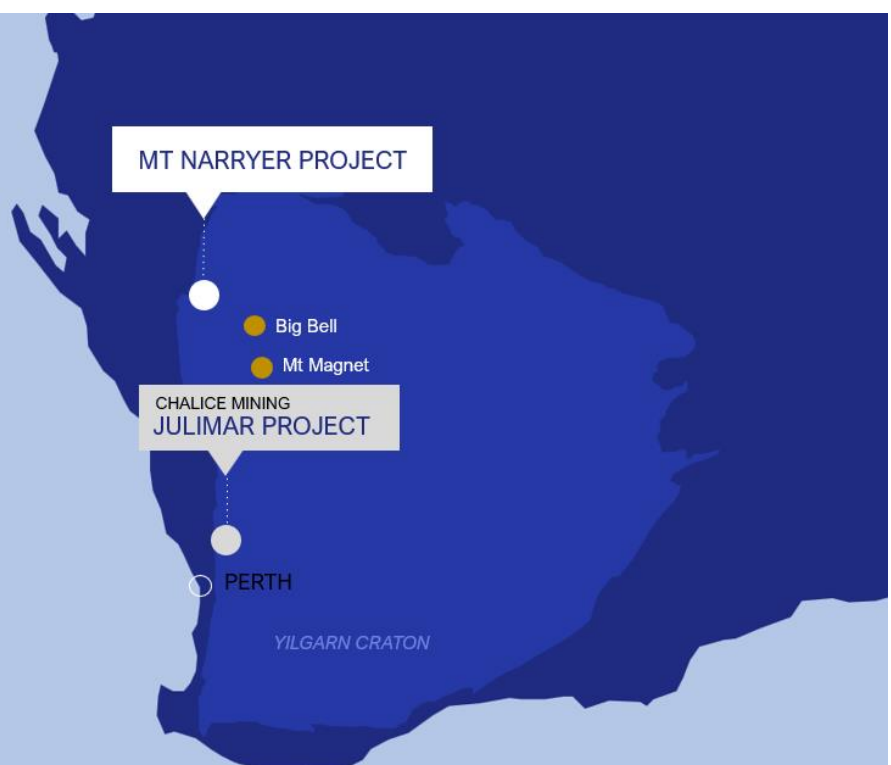 MT NARRYER PROJECT
Big Bell
Mt Magnet
CHALICE MINING
JULIMAR PROJECT
PERTH
YILGARN CRATON